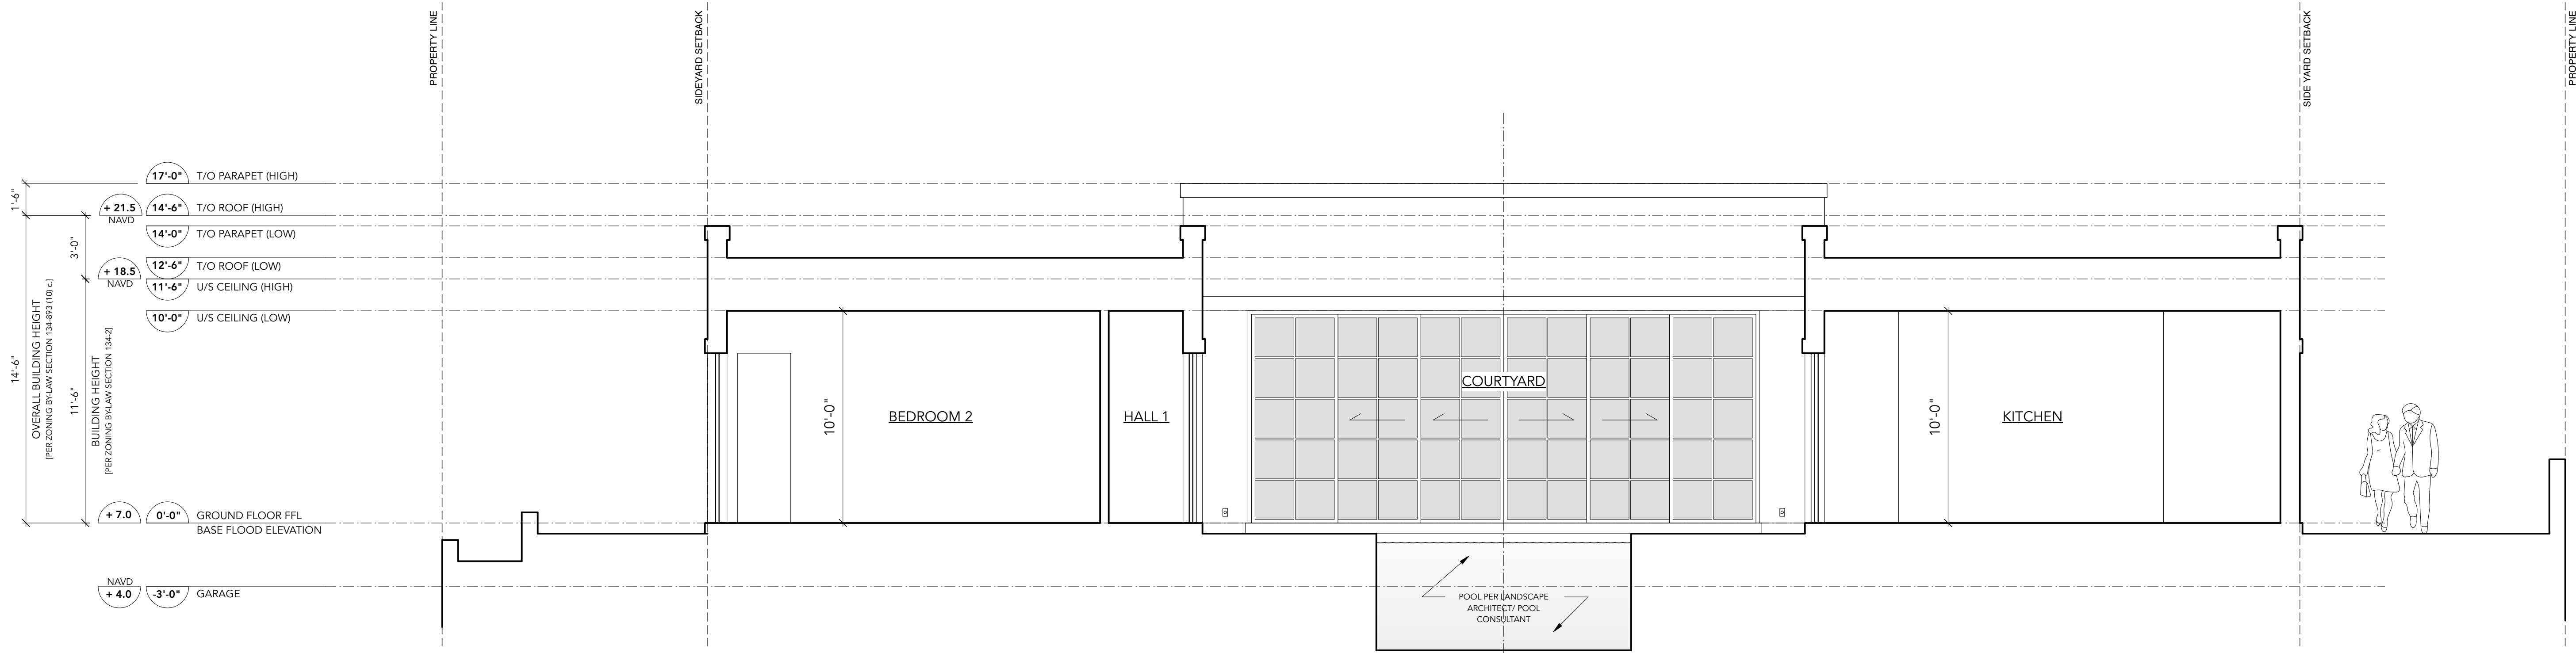 PROPERTY LINE
SIDEYARD SETBACK
SIDE YARD SETBACK
PROPERTY LINE
1'-6"
17'-0" T/O PARAPET (HIGH)
+ 21.5 14'-6" T/O ROOF (HIGH)
NAVD
14'-0" T/O PARAPET (LOW)
3'-0"
12'-6" T/O ROOF (LOW)
+ 18.5
NAVD
11'-6" U/S CEILING (HIGH)
10'-0" U/S CEILING (LOW)
14'-6"
OVERALL BUILDING HEIGHT
[PER ZONING BY-LAW SECTION 134-893 (10) c.]
11'-6"
BUILDING HEIGHT
[PER ZONING BY-LAW SECTION 134-2]
10'-0"
BEDROOM 2
HALL 1
COURTYARD
10'-0"
KITCHEN
+ 7.0 0'-0" GROUND FLOOR FFL
BASE FLOOD ELEVATION
NAVD
+ 4.0 -3'-0" GARAGE
POOL PER LANDSCAPE
ARCHITECT/ POOL
CONSULTANT